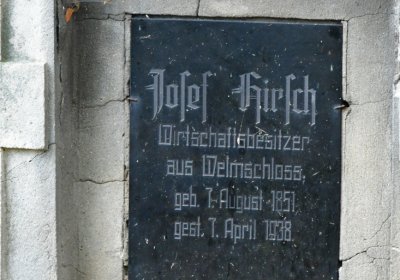 Josef Hirsch
Wirtschaftsbesitzer
aus Welmschloss,
geb. 7. August 1851
gest. 7. April 1938.